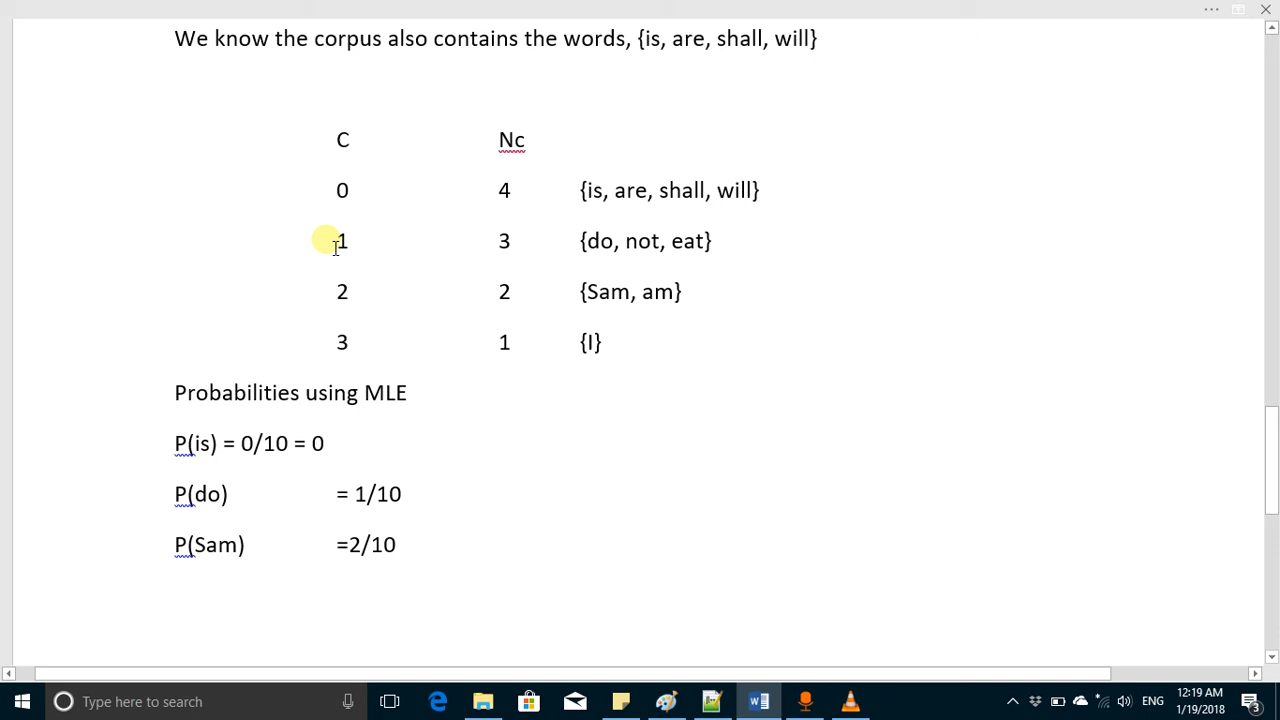 We know the corpus also contains the words, {is, are, shall, will}
C Nc
0 4 {is, are, shall, will}
1 3 {do, not, eat}
2 2 {Sam, am}
3 1 {I}
Probabilities using MLE
P(is) = 0/10 = 0
P(do) = 1/10
P(Sam) =2/10
Type here to search
ENG
12:19 AM
1/19/2018
3